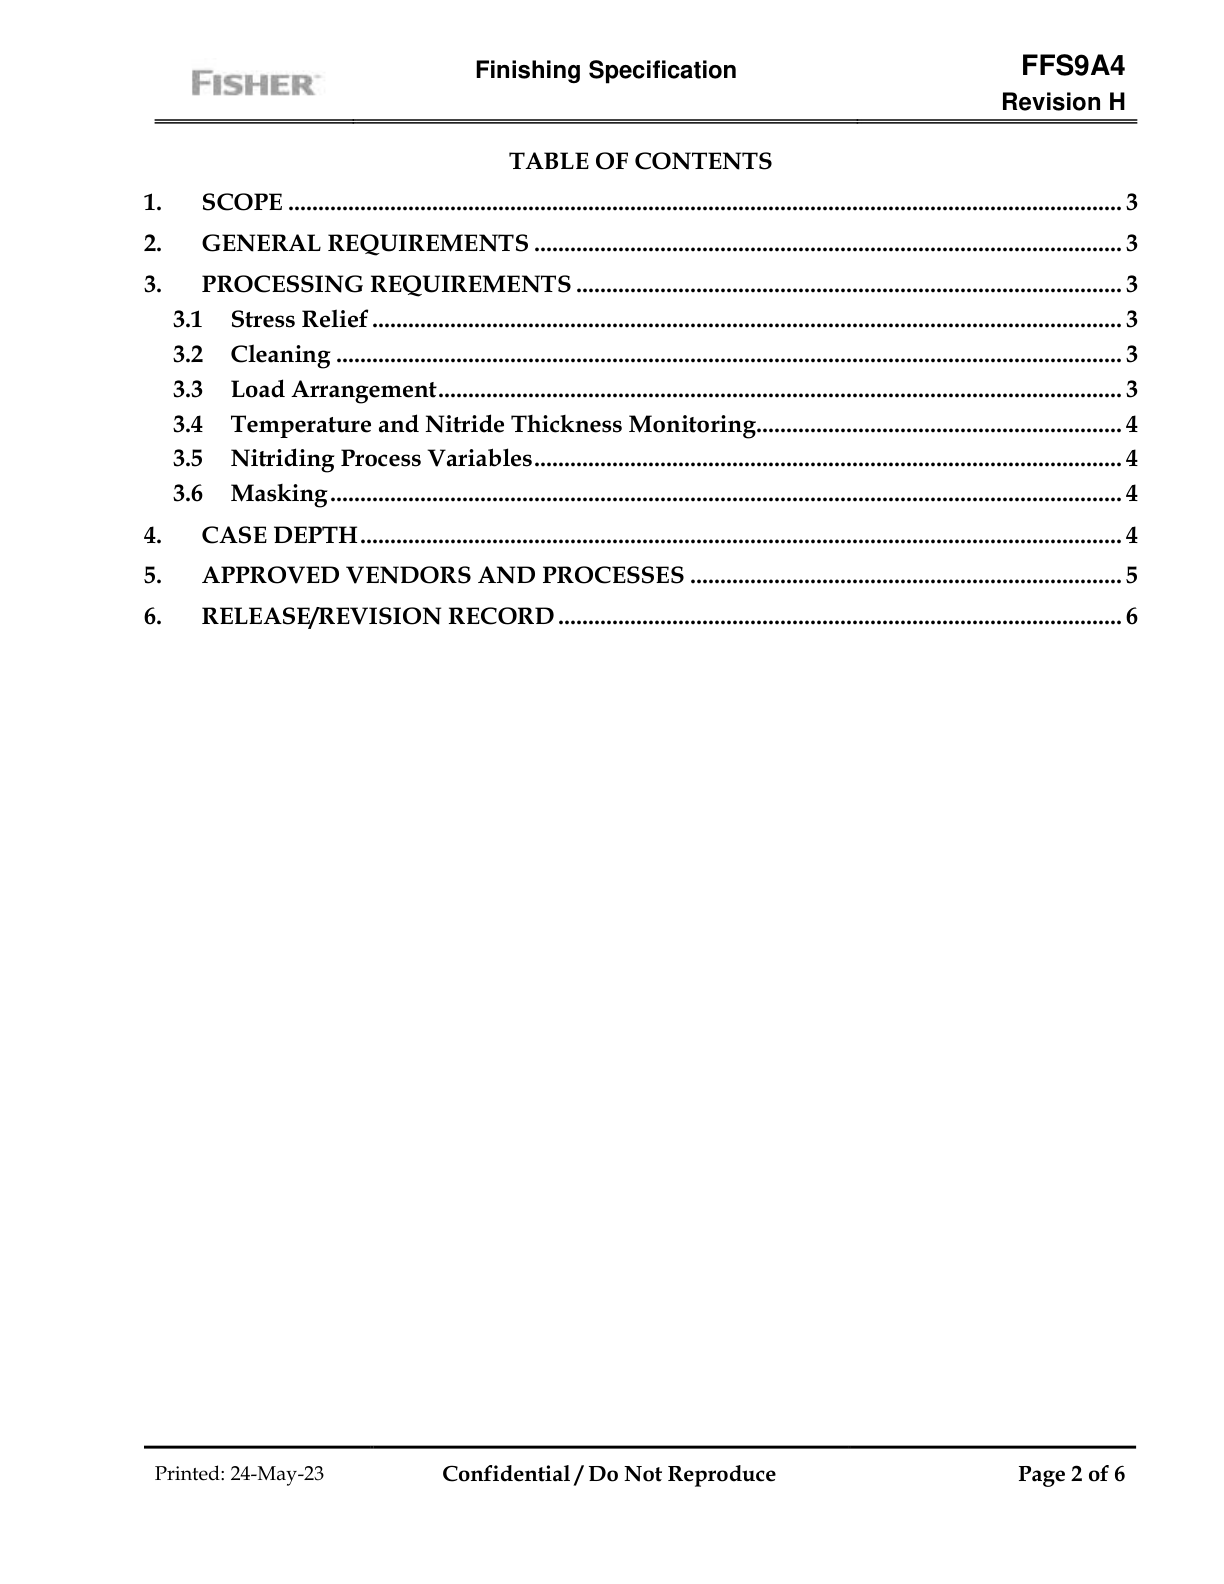 FISHER™
Finishing Specification
FFS9A4
Revision H
TABLE OF CONTENTS
1. SCOPE ........................................................................................................................................... 3
2. GENERAL REQUIREMENTS .................................................................................................. 3
3. PROCESSING REQUIREMENTS ........................................................................................... 3
3.1 Stress Relief ............................................................................................................................. 3
3.2 Cleaning ................................................................................................................................... 3
3.3 Load Arrangement.................................................................................................................. 3
3.4 Temperature and Nitride Thickness Monitoring............................................................. 4
3.5 Nitriding Process Variables.................................................................................................. 4
3.6 Masking.................................................................................................................................... 4
4. CASE DEPTH............................................................................................................................... 4
5. APPROVED VENDORS AND PROCESSES ........................................................................ 5
6. RELEASE/REVISION RECORD .............................................................................................. 6
Printed: 24-May-23
Confidential / Do Not Reproduce
Page 2 of 6